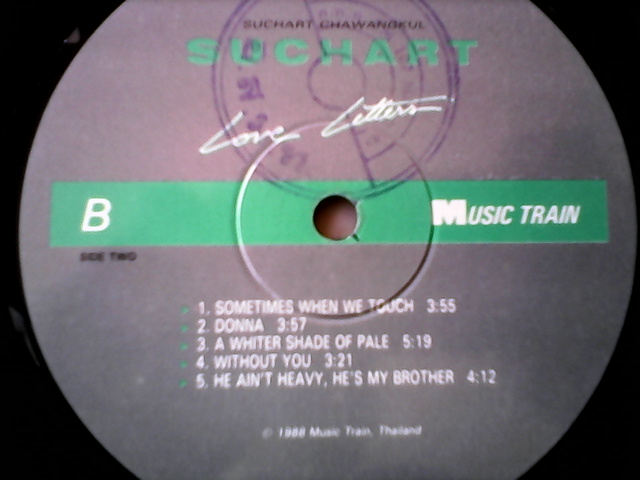 SUCHART CHAWANGKUL
SUCHART
Love Letters
B
MUSIC TRAIN
SIDE TWO
1. SOMETIMES WHEN WE TOUCH 3:55
2. DONNA 3:57
3. A WHITER SHADE OF PALE 5:19
4. WITHOUT YOU 3:21
5. HE AIN'T HEAVY, HE'S MY BROTHER 4:12
© 1988 Music Train, Thailand